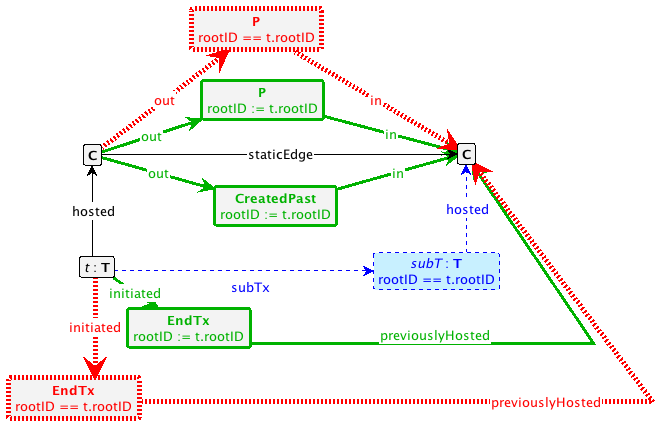 P
rootID == t.rootID
out
in
P
rootID := t.rootID
out
in
C
staticEdge
C
out
in
CreatedPast
rootID := t.rootID
hosted
hosted
t : T
subT : T
rootID == t.rootID
subTx
initiated
EndTx
rootID := t.rootID
initiated
previouslyHosted
EndTx
rootID == t.rootID
previouslyHosted